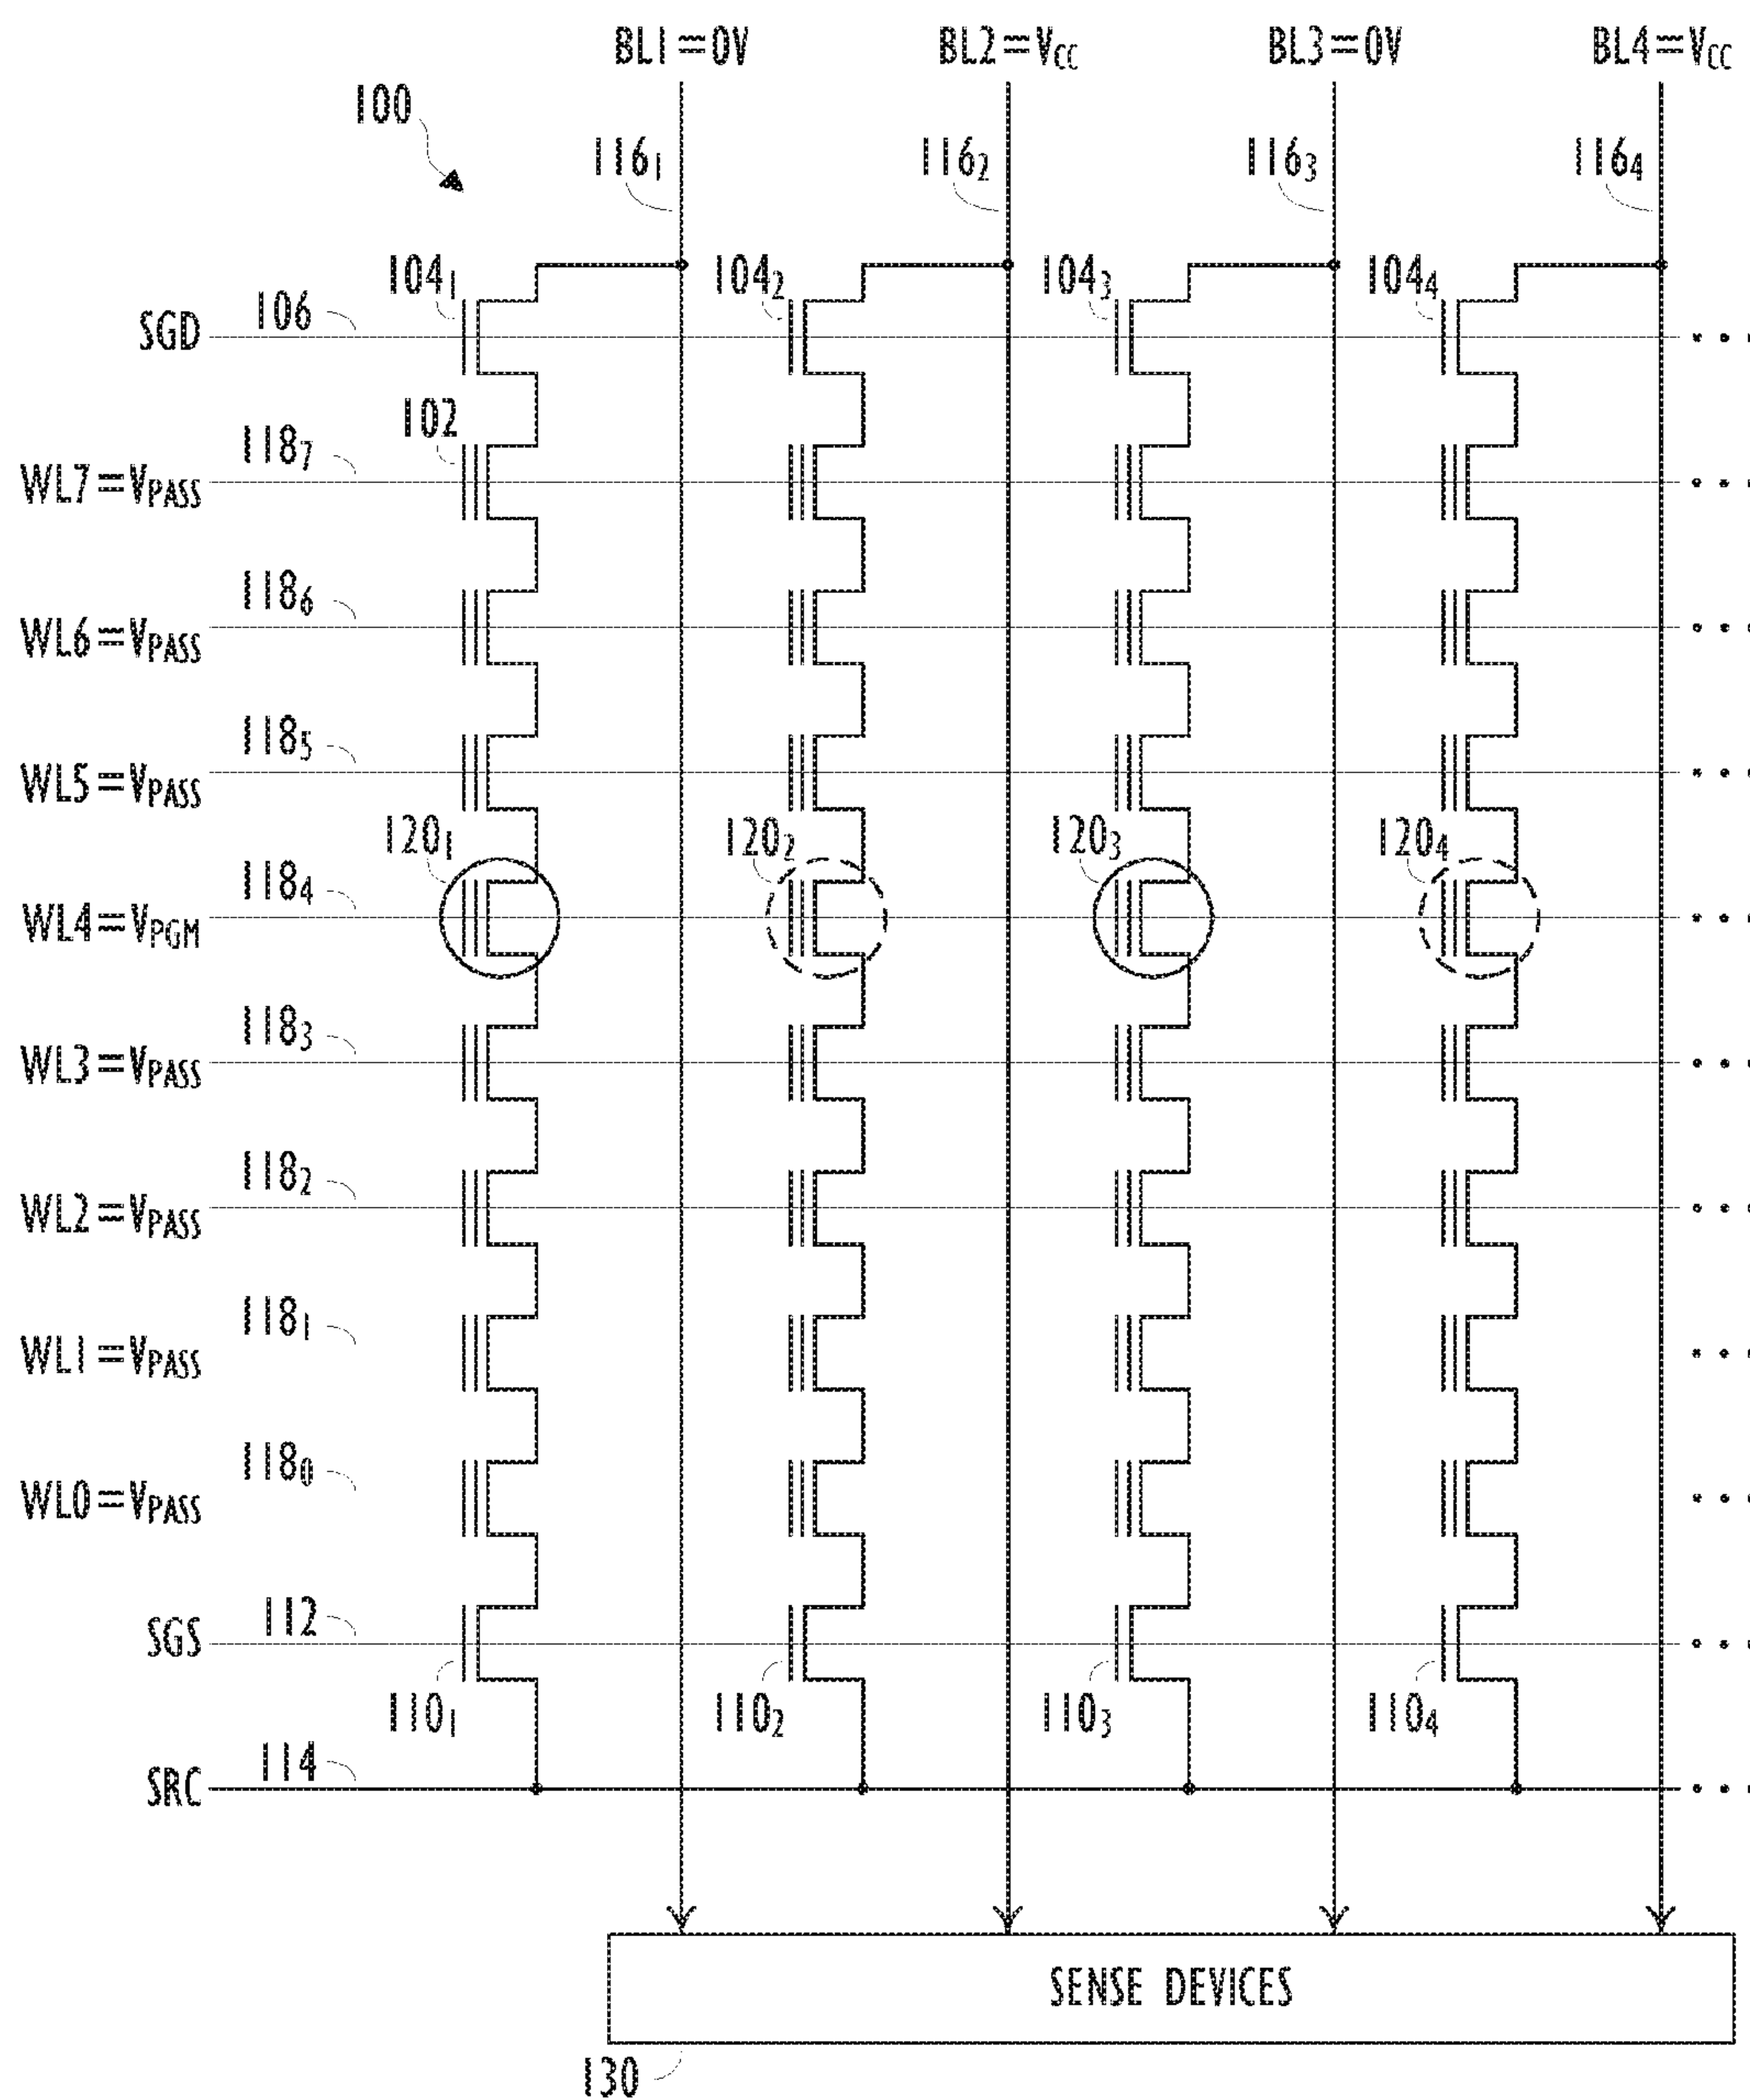 BL1=0V BL2=VCC BL3=0V BL4=VCC
100
116₁ 116₂ 116₃ 116₄
104₁ 104₂ 104₃ 104₄
SGD 106
102
WL7=VPASS 118₇
WL6=VPASS 118₆
WL5=VPASS 118₅
120₁ 120₂ 120₃ 120₄
WL4=VPGM 118₄
WL3=VPASS 118₃
WL2=VPASS 118₂
WL1=VPASS 118₁
WL0=VPASS 118₀
SGS 112
110₁ 110₂ 110₃ 110₄
SRC 114
SENSE DEVICES
130